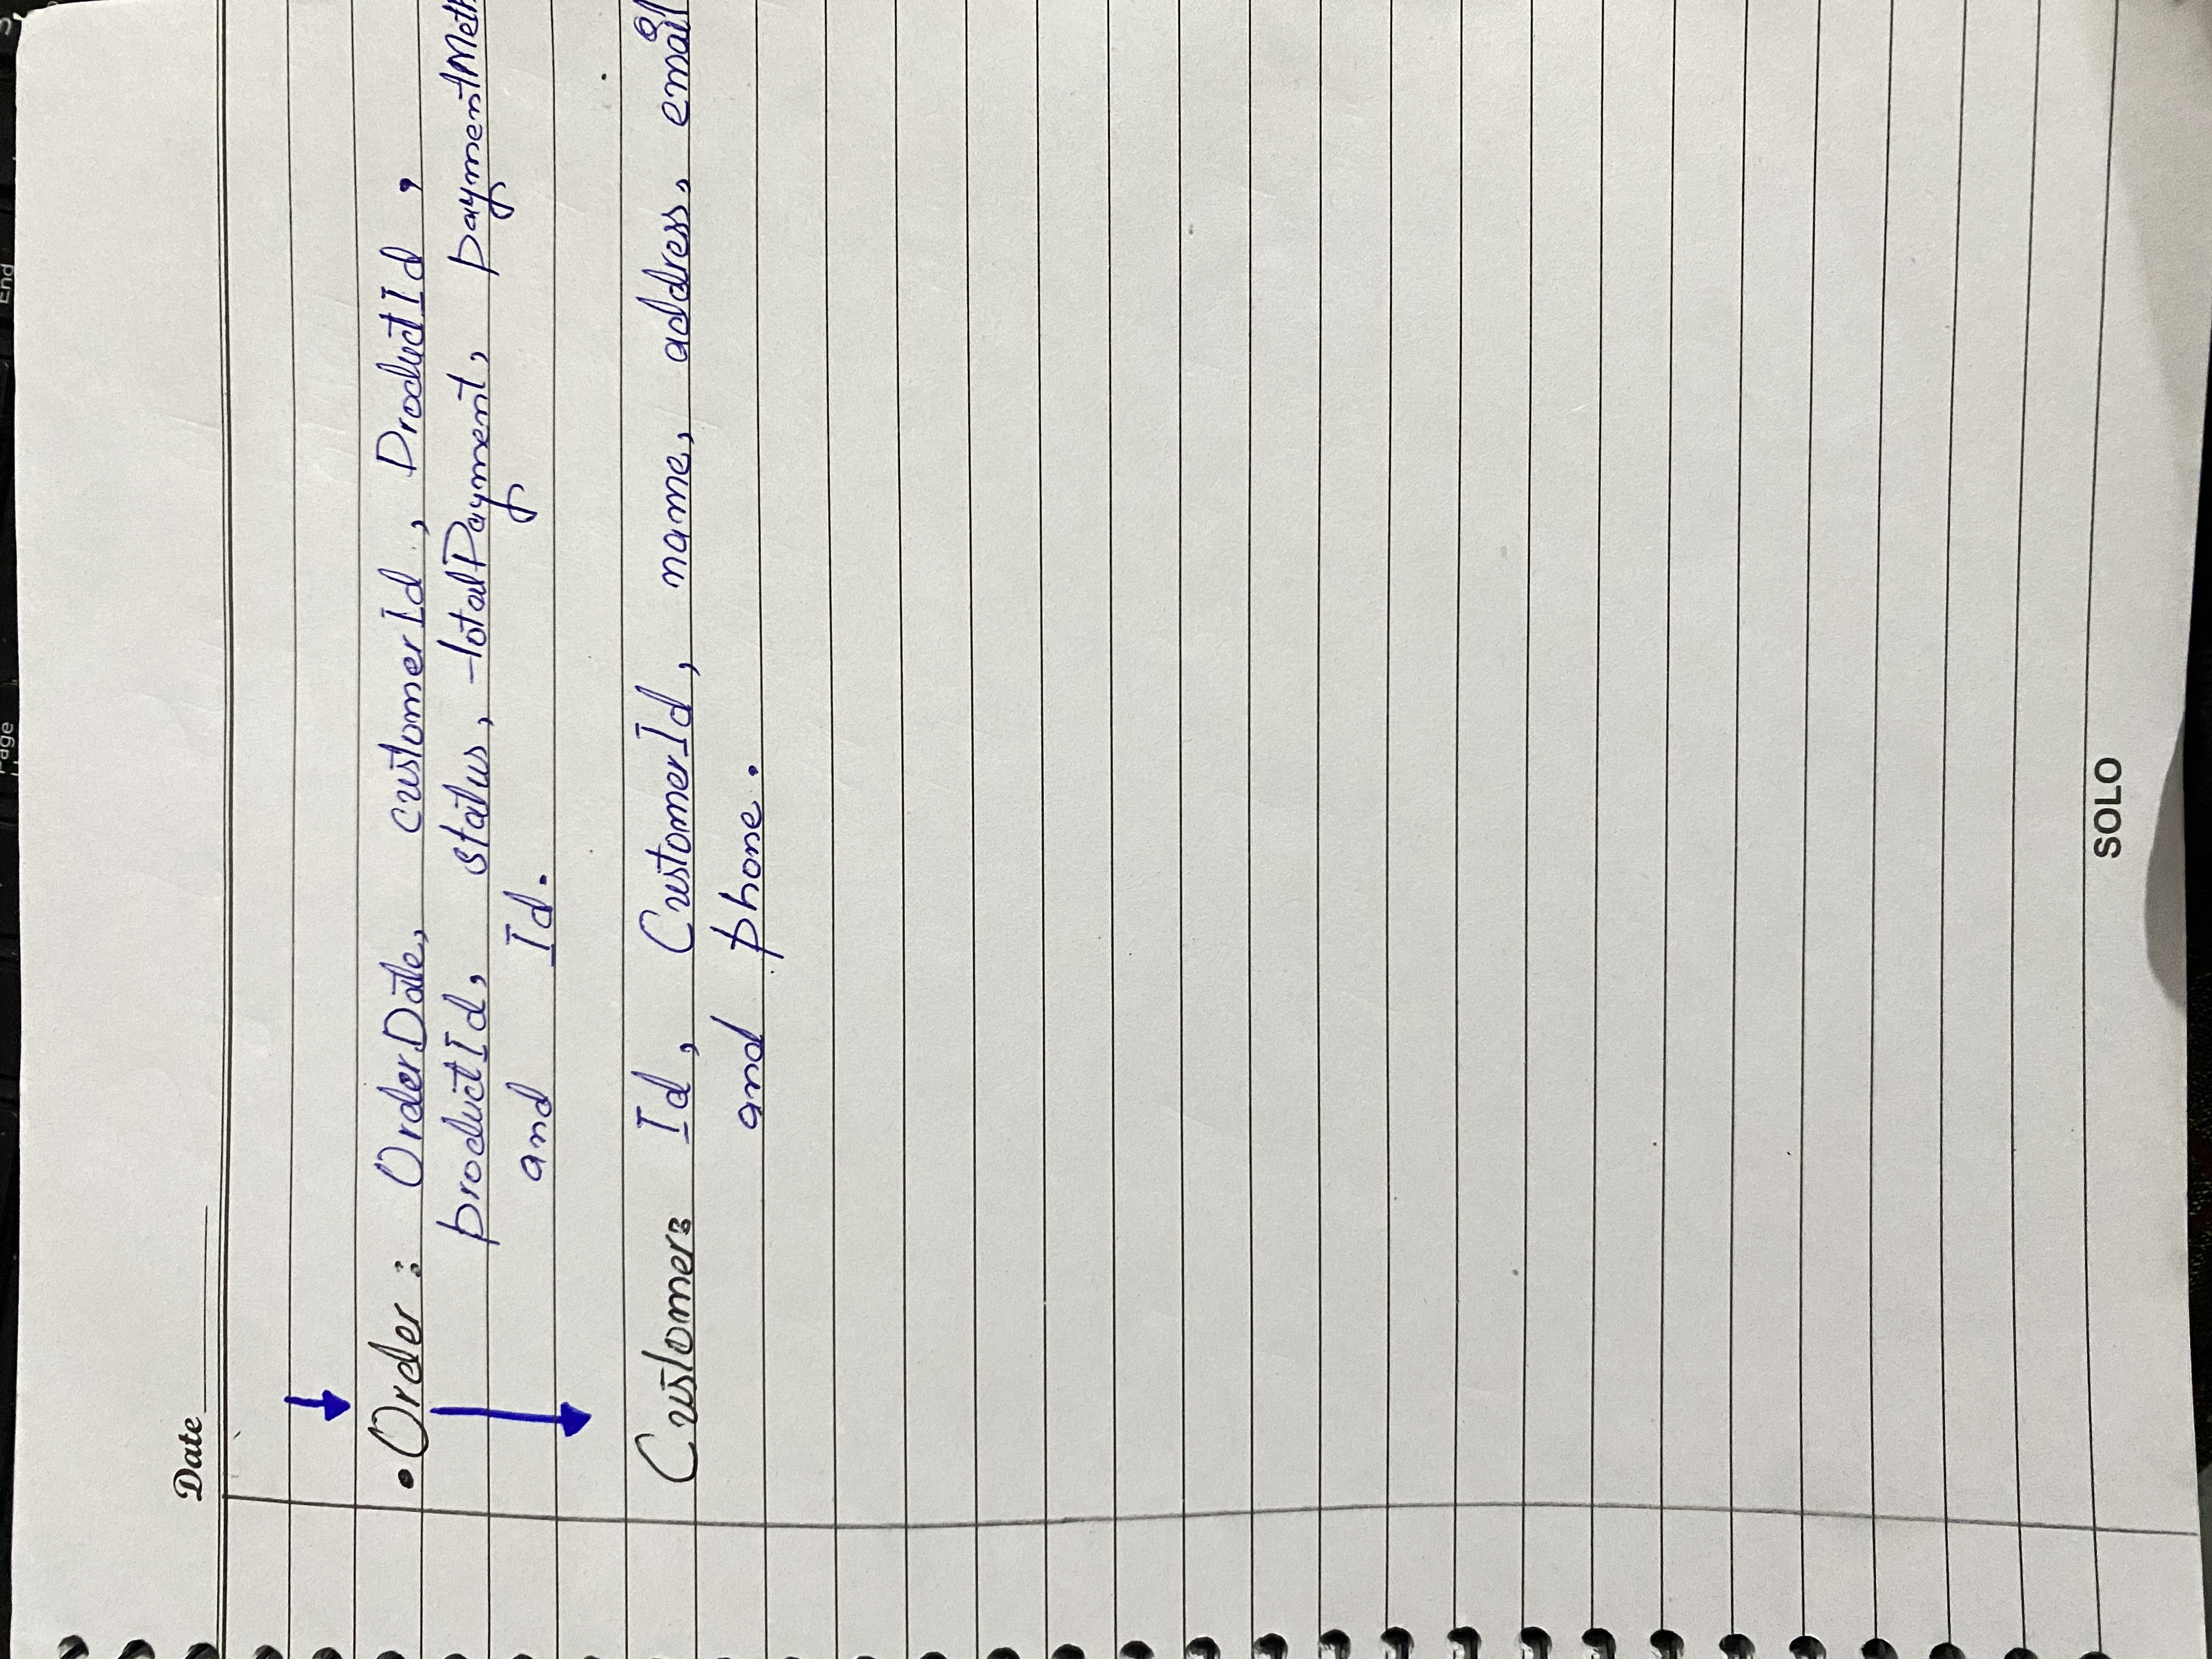 Page
End
Date
• Order : OrderDate, customerId, ProductId,
productId, status, totalPayment, paymentMeth
and Id.
Customer: Id, CustomerId, name, address, email
and phone.
SOLO